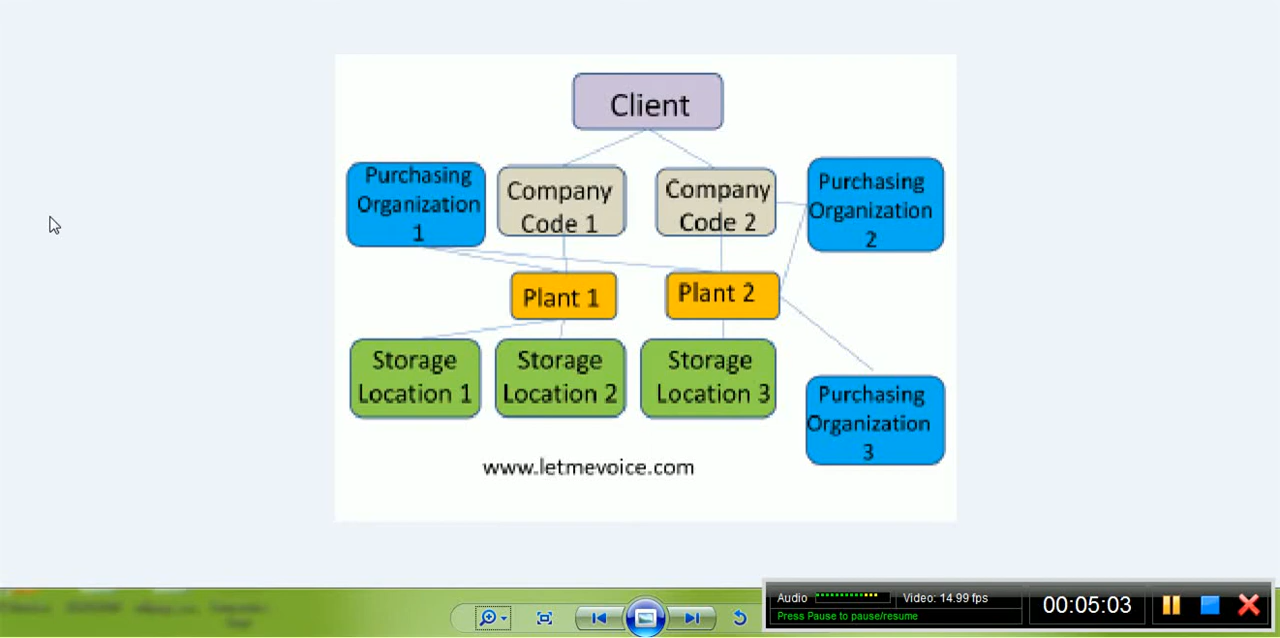 Client
Purchasing
Organization
1
Company
Code 1
Company
Code 2
Purchasing
Organization
2
Plant 1
Plant 2
Storage
Location 1
Storage
Location 2
Storage
Location 3
Purchasing
Organization
3
www.letmevoice.com
Audio
Video: 14.99 fps
Press Pause to pause/resume
00:05:03